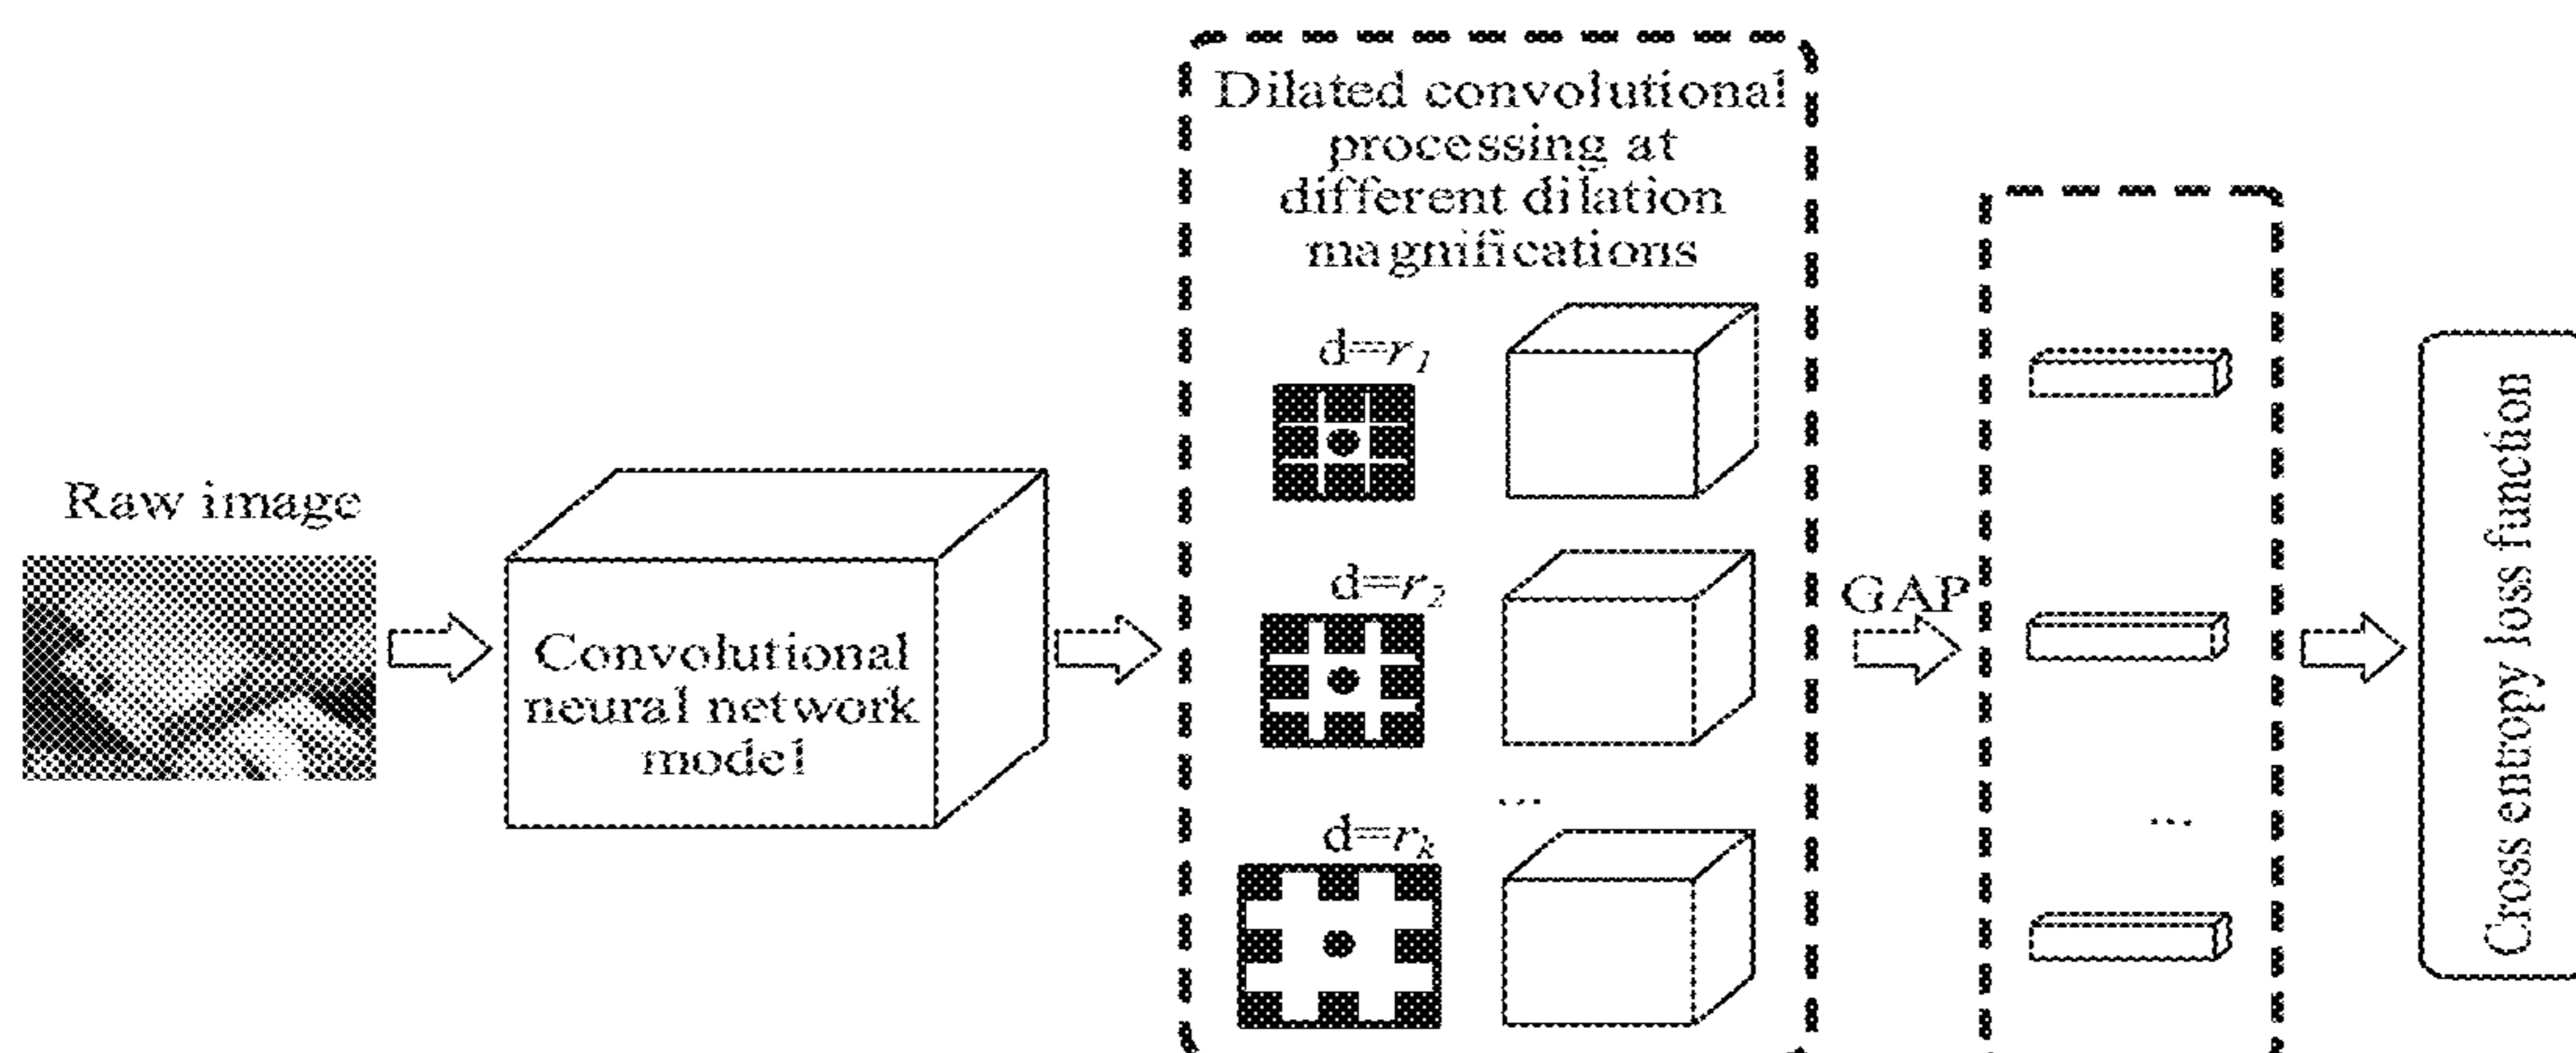 Raw image
Convolutional
neural network
model
Dilated convolutional
processing at
different dilation
magnifications
d=r1
d=r2
...
d=rk
GAP
...
Cross entropy loss function